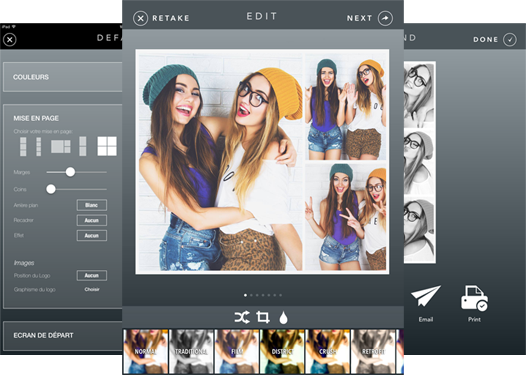 iPad
DEFA
COULEURS
MISE EN PAGE
Choisir votre mise en page:
Marges
Coins
Arrière plan
Blanc
Recadrer
Aucun
Effet
Aucun
Images
Position du Logo
Aucun
Graphisme du logo
Choisir
ECRAN DE DÉPART
RETAKE
EDIT
NEXT
NORMAL
TRADITIONAL
FILM
DISTRICT
RETROFIT
ND
DONE
Email
Print